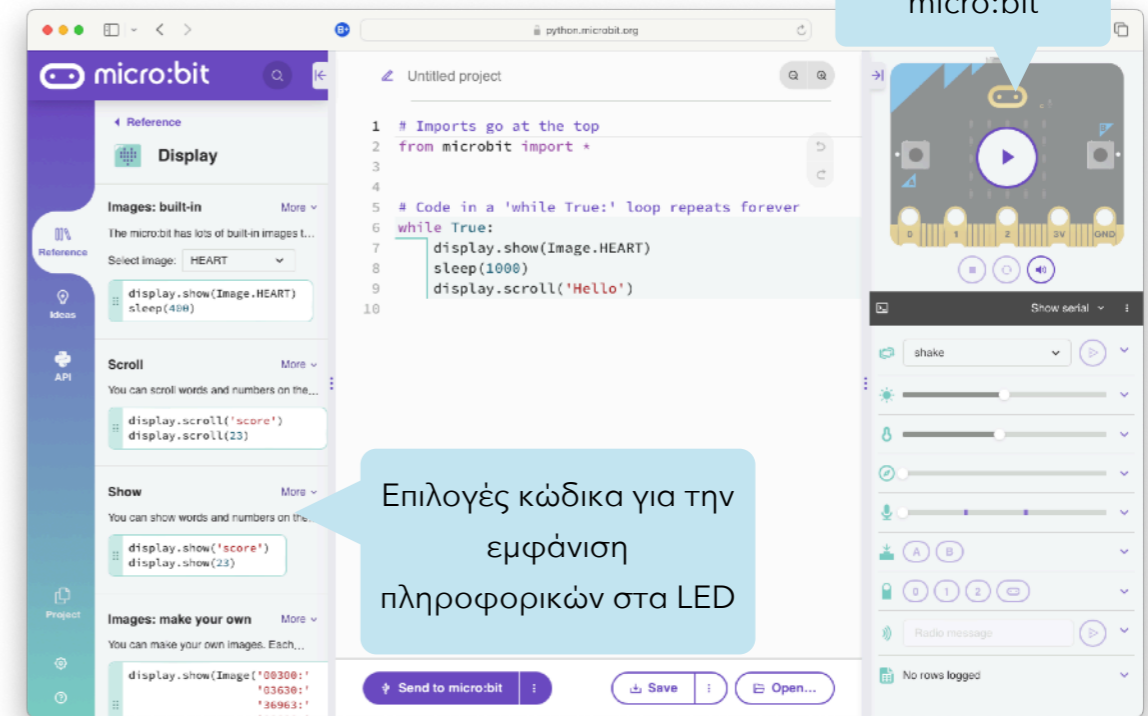 micro:bit
python.microbit.org
micro:bit
Reference
Display
Images: built-in More
The micro:bit has lots of built-in images t...
Select image: HEART
display.show(Image.HEART)
sleep(400)
Scroll More
You can scroll words and numbers on the...
display.scroll('score')
display.scroll(23)
Show More
You can show words and numbers on the...
display.show('score')
display.show(23)
Images: make your own More
You can make your own images. Each...
display.show(Image('00300:'
'03630:'
'36963:'
Reference
Ideas
API
Project
Untitled project
1 # Imports go at the top
2 from microbit import *
3
4
5 # Code in a 'while True:' loop repeats forever
6 while True:
7 display.show(Image.HEART)
8 sleep(1000)
9 display.scroll('Hello')
10
Επιλογές κώδικα για την
εμφάνιση
πληροφορικών στα LED
Send to micro:bit
Save
Open...
0 1 2 3V GND
Show serial
shake
A B
0 1 2
Radio message
No rows logged